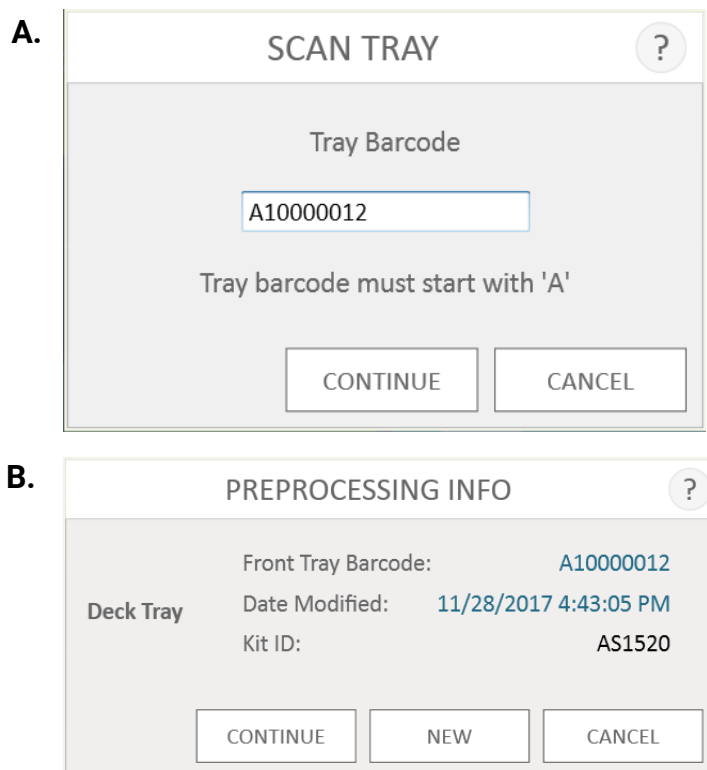 A.
SCAN TRAY ?
Tray Barcode
A10000012
Tray barcode must start with 'A'
CONTINUE CANCEL
B.
PREPROCESSING INFO ?
Front Tray Barcode: A10000012
Deck Tray Date Modified: 11/28/2017 4:43:05 PM
Kit ID: AS1520
CONTINUE NEW CANCEL